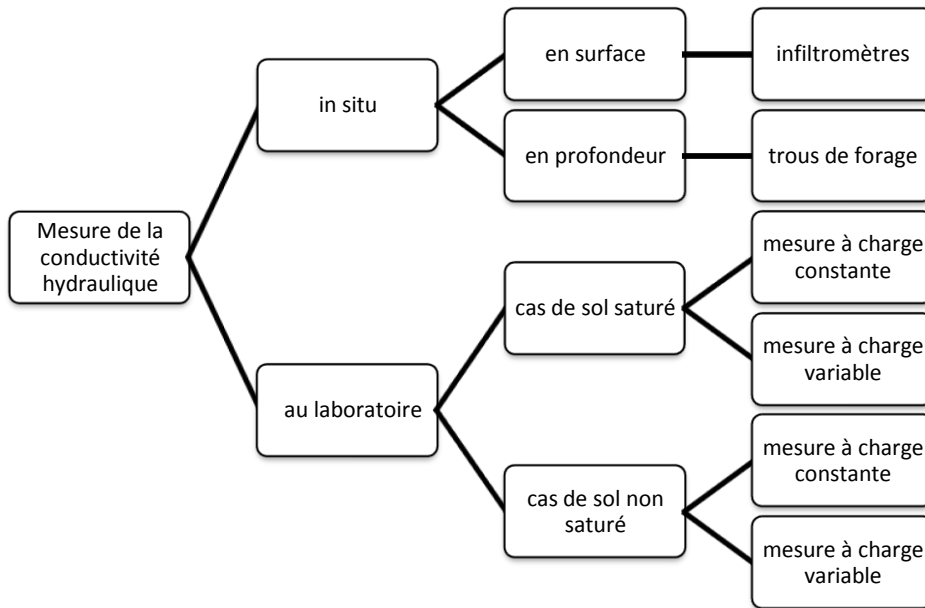 Mesure de la
conductivité
hydraulique
in situ
en surface
infiltromètres
en profondeur
trous de forage
au laboratoire
cas de sol saturé
mesure à charge
constante
mesure à charge
variable
cas de sol non
saturé
mesure à charge
constante
mesure à charge
variable